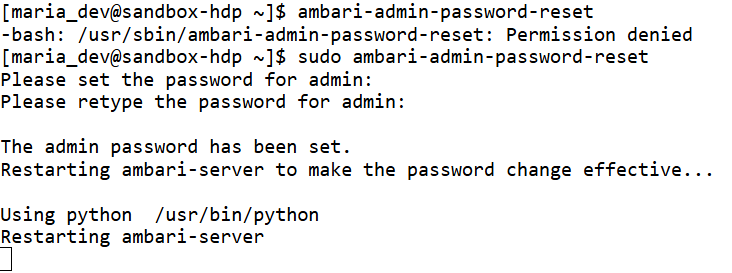 [maria_dev@sandbox-hdp ~]$ ambari-admin-password-reset
-bash: /usr/sbin/ambari-admin-password-reset: Permission denied
[maria_dev@sandbox-hdp ~]$ sudo ambari-admin-password-reset
Please set the password for admin:
Please retype the password for admin:

The admin password has been set.
Restarting ambari-server to make the password change effective...

Using python  /usr/bin/python
Restarting ambari-server